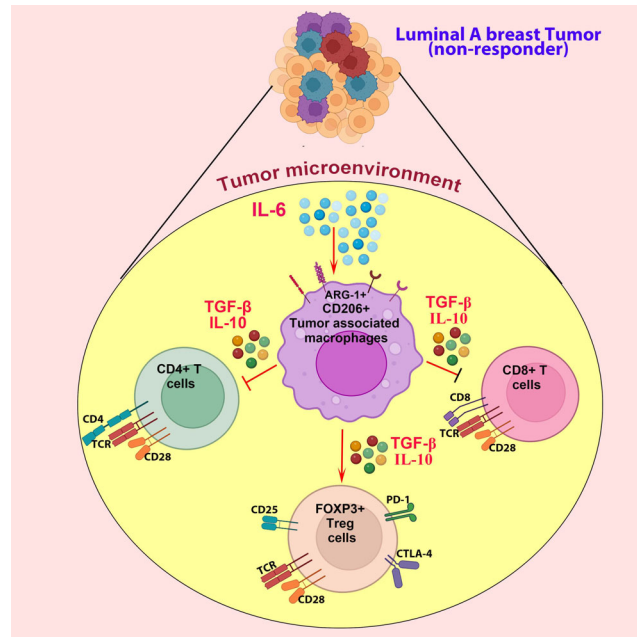 Luminal A breast Tumor
(non-responder)
Tumor microenvironment
IL-6
ARG-1+
CD206+
Tumor associated
macrophages
TGF-β
IL-10
TGF-β
IL-10
CD4+ T
cells
CD8+ T
cells
CD4
TCR
CD28
CD8
TCR
CD28
TGF-β
IL-10
CD25
FOXP3+
Treg
cells
PD-1
CTLA-4
TCR
CD28